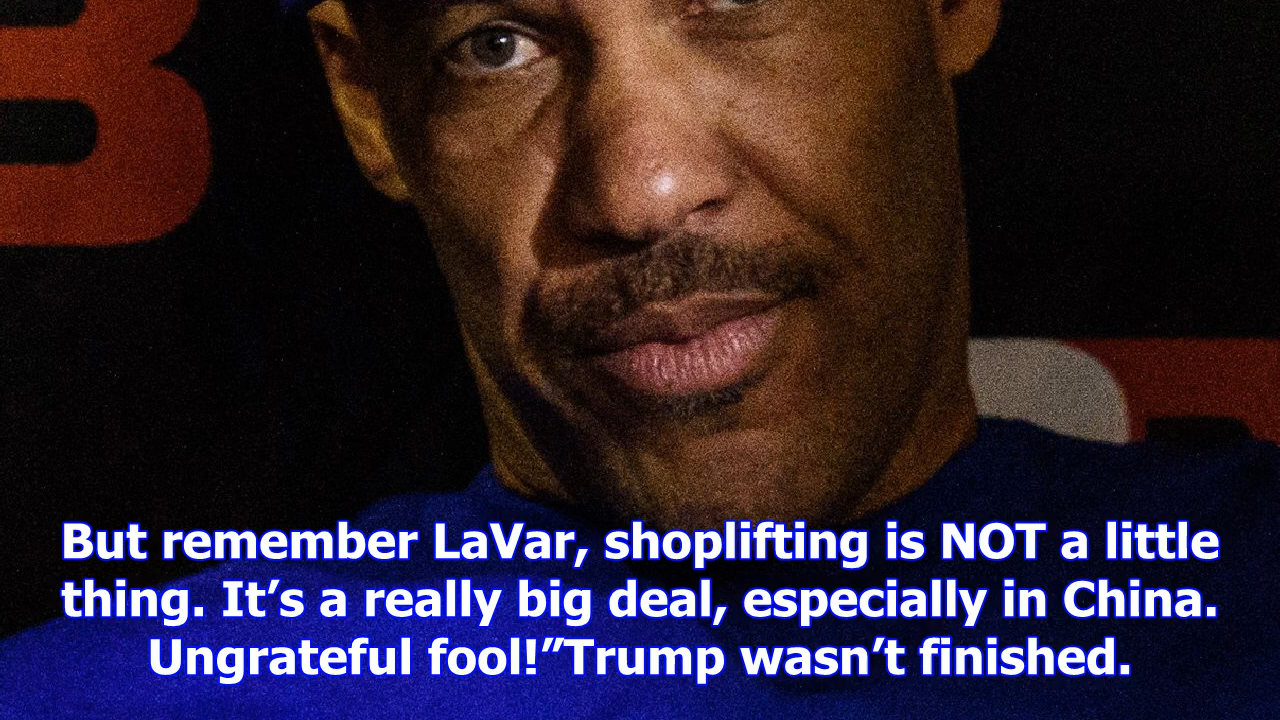 But remember LaVar, shoplifting is NOT a little
thing. It’s a really big deal, especially in China.
Ungrateful fool!”Trump wasn’t finished.